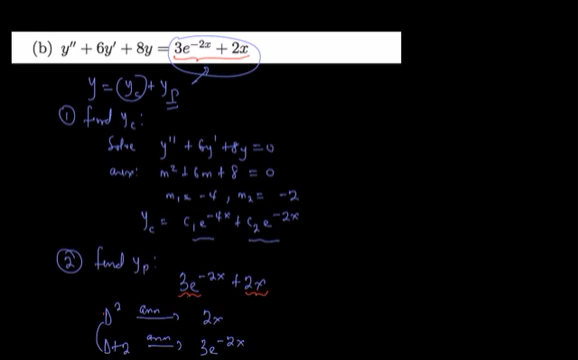 (b) y″ + 6y′ + 8y = 3e⁻²ˣ + 2x
y = (y_c) + y_p
① find y_c:
Solve y″ + 6y′ + 8y = 0
aux: m² + 6m + 8 = 0
m₁ = -4, m₂ = -2
y_c = c₁e⁻⁴ˣ + c₂e⁻²ˣ
② find y_p:
3e⁻²ˣ + 2x
D² ann→ 2x
(D+2 ann→ 3e⁻²ˣ